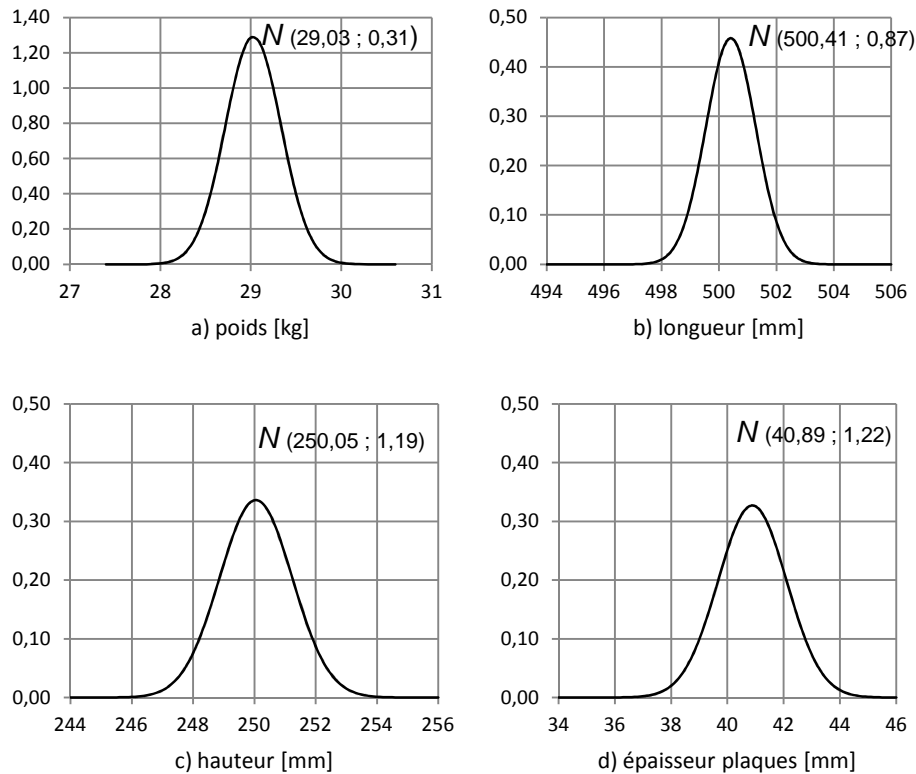 1,40
1,20
1,00
0,80
0,60
0,40
0,20
0,00
N (29,03 ; 0,31)
27 28 29 30 31
a) poids [kg]
0,50
0,40
0,30
0,20
0,10
0,00
N (500,41 ; 0,87)
494 496 498 500 502 504 506
b) longueur [mm]
0,50
0,40
0,30
0,20
0,10
0,00
N (250,05 ; 1,19)
244 246 248 250 252 254 256
c) hauteur [mm]
0,50
0,40
0,30
0,20
0,10
0,00
N (40,89 ; 1,22)
34 36 38 40 42 44 46
d) épaisseur plaques [mm]